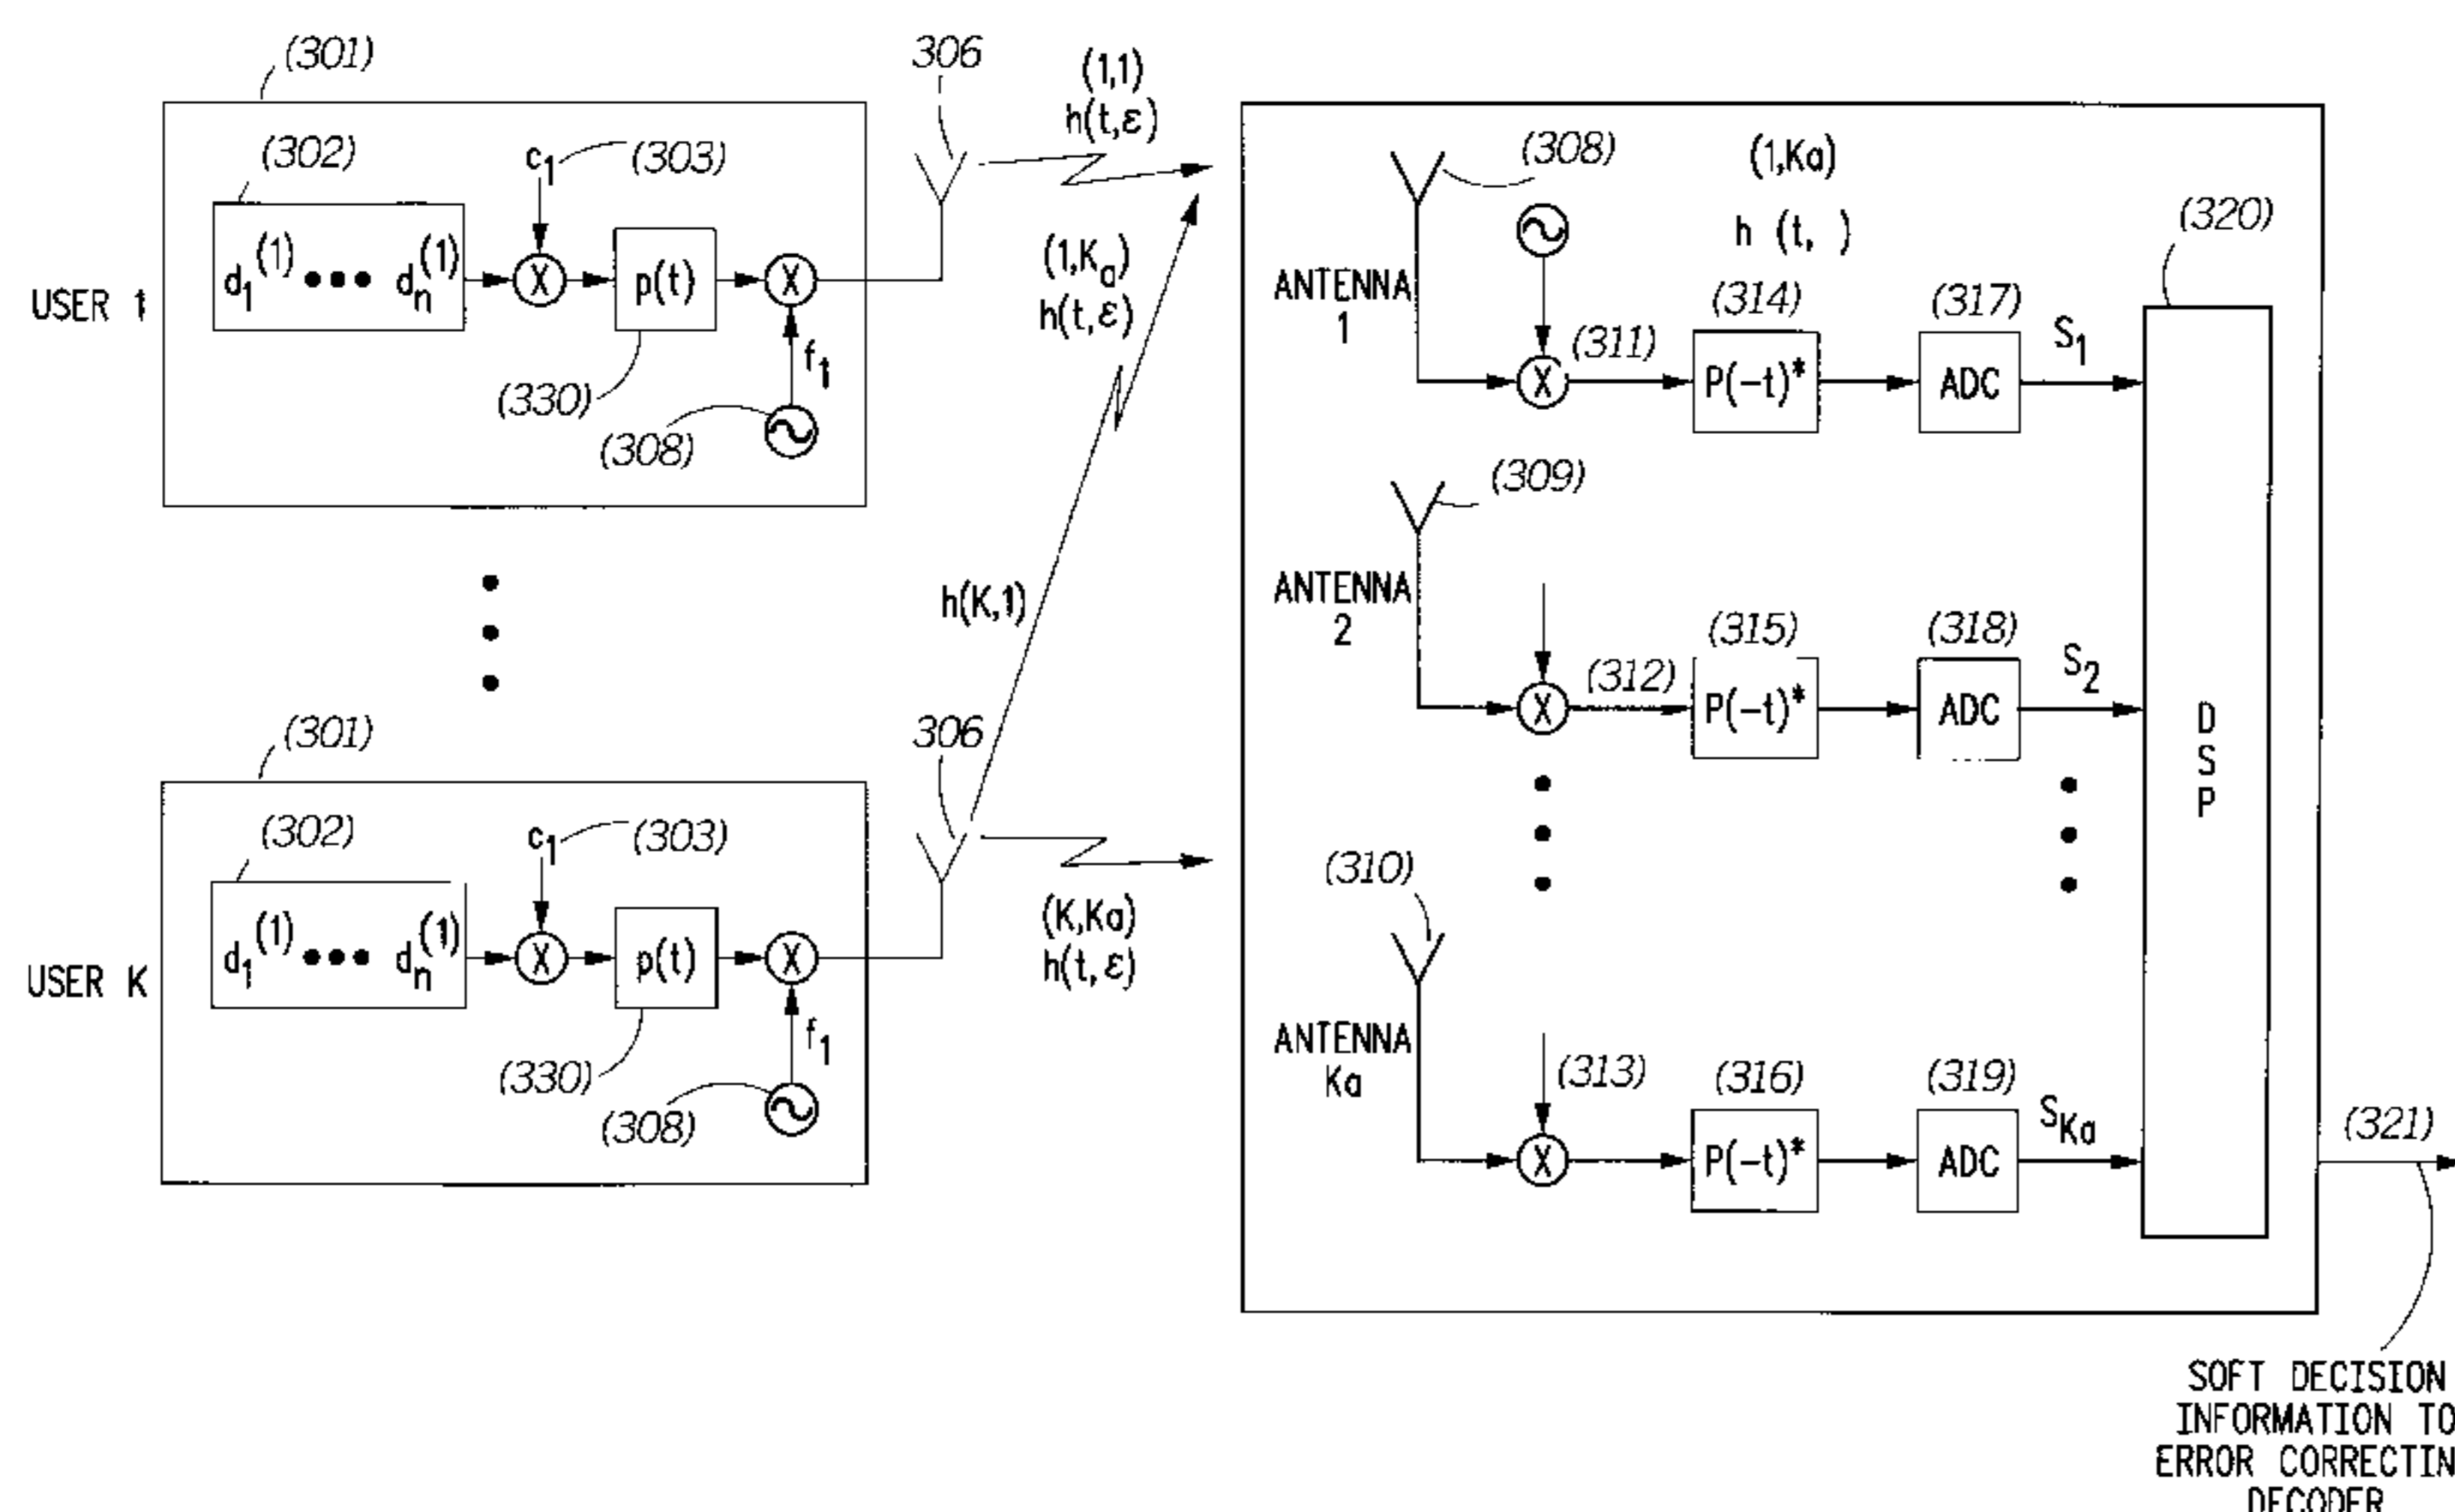 (301)
306
(1,1)
h(t,ε)
(302)
c1
(303)
d1(1) ••• dn(1)
X
p(t)
X
USER 1
f1
(330)
(308)
(1,Ka)
h(t,ε)
h(K,1)
(301)
306
(302)
c1
(303)
d1(1) ••• dn(1)
X
p(t)
X
USER K
f1
(330)
(308)
(K,Ka)
h(t,ε)
(308)
(1,Ka)
h (t, )
(320)
ANTENNA
1
(311)
(314)
(317)
S1
X
P(-t)*
ADC
(309)
ANTENNA
2
(312)
(315)
(318)
S2
X
P(-t)*
ADC
D
S
P
(310)
ANTENNA
Ka
(313)
(316)
(319)
SKa
X
P(-t)*
ADC
(321)
SOFT DECISION
INFORMATION TO
ERROR CORRECTIN
DECODER